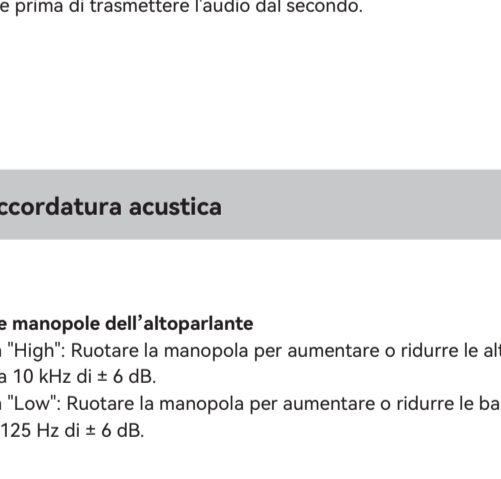 e prima di trasmettere l'audio dal secondo.
ccordatura acustica
e manopole dell'altoparlante
"High": Ruotare la manopola per aumentare o ridurre le al
a 10 kHz di ± 6 dB.
"Low": Ruotare la manopola per aumentare o ridurre le ba
125 Hz di ± 6 dB.